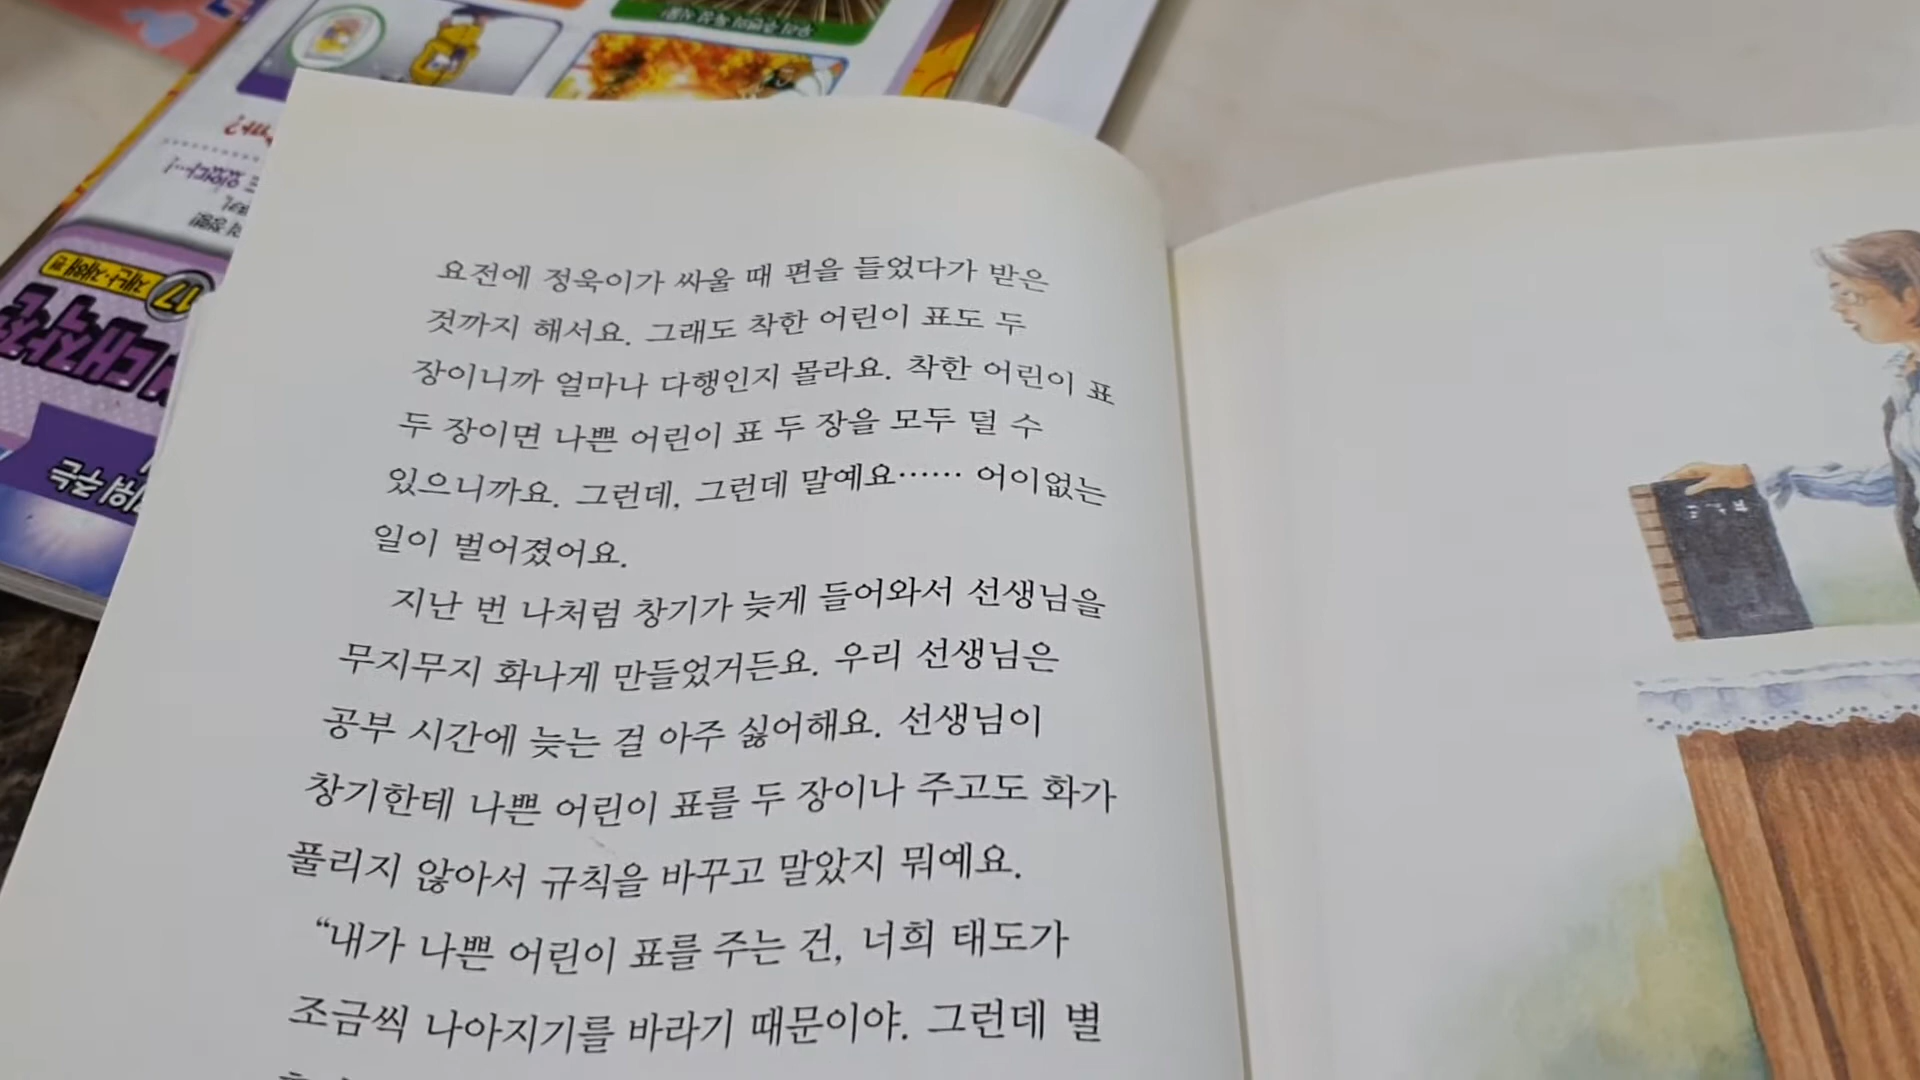 요전에 정욱이가 싸울 때 편을 들었다가 받은
것까지 해서요. 그래도 착한 어린이 표도 두
장이니까 얼마나 다행인지 몰라요. 착한 어린이 표
두 장이면 나쁜 어린이 표 두 장을 모두 덜 수
있으니까요. 그런데, 그런데 말예요…… 어이없는
일이 벌어졌어요.
지난 번 나처럼 창기가 늦게 들어와서 선생님을
무지무지 화나게 만들었거든요. 우리 선생님은
공부 시간에 늦는 걸 아주 싫어해요. 선생님이
창기한테 나쁜 어린이 표를 두 장이나 주고도 화가
풀리지 않아서 규칙을 바꾸고 말았지 뭐예요.
“내가 나쁜 어린이 표를 주는 건, 너희 태도가
조금씩 나아지기를 바라기 때문이야. 그런데 별
17
대작전
주는